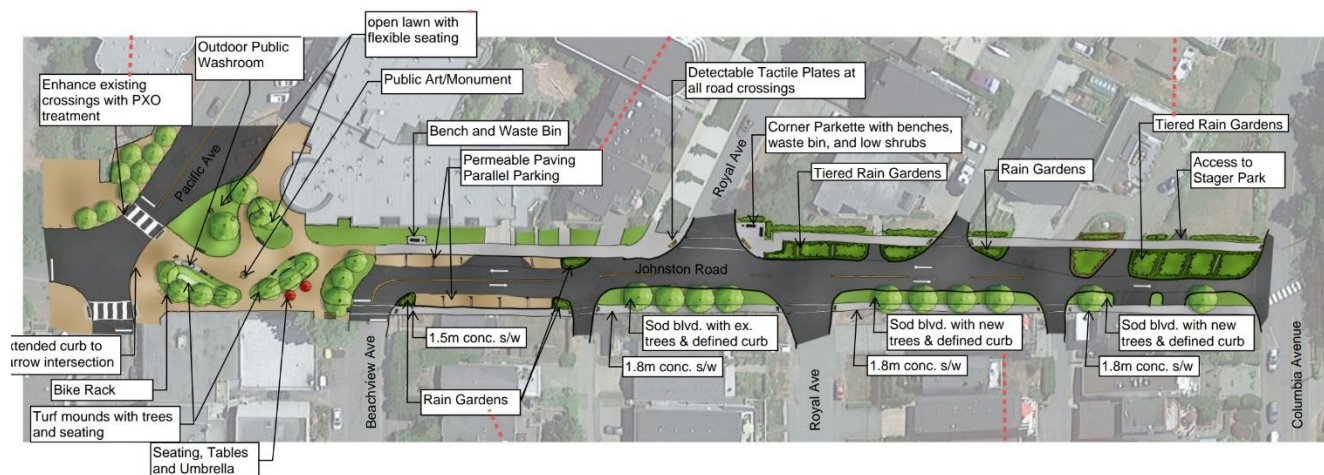 open lawn with
flexible seating
Outdoor Public
Washroom
Public Art/Monument
Enhance existing
crossings with PXO
treatment
Detectable Tactile Plates at
all road crossings
Bench and Waste Bin
Corner Parkette with benches,
waste bin, and low shrubs
Tiered Rain Gardens
Permeable Paving
Parallel Parking
Tiered Rain Gardens
Rain Gardens
Access to
Stager Park
Pacific Ave
Royal Ave
Johnston Road
Beachview Ave
Royal Ave
Columbia Avenue
xtended curb to
arrow intersection
Bike Rack
Turf mounds with trees
and seating
Seating, Tables
and Umbrella
1.5m conc. s/w
Rain Gardens
Sod blvd. with ex.
trees & defined curb
1.8m conc. s/w
Sod blvd. with new
trees & defined curb
1.8m conc. s/w
Sod blvd. with new
trees & defined curb
1.8m conc. s/w